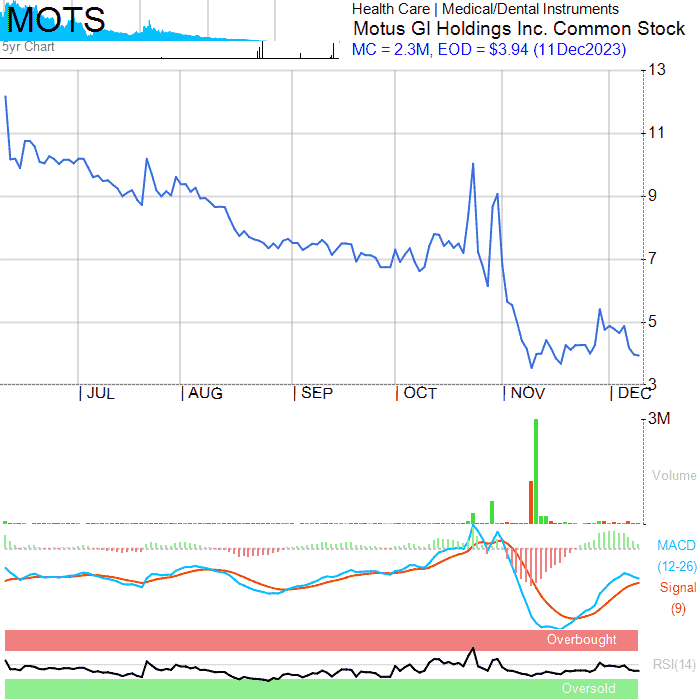 MOTS
5yr Chart
Health Care | Medical/Dental Instruments
Motus GI Holdings Inc. Common Stock
MC = 2.3M, EOD = $3.94 (11Dec2023)
13
11
9
7
5
3
JUL AUG SEP OCT NOV DEC
3M
Volume
MACD
(12-26)
Signal
(9)
Overbought
RSI(14)
Oversold